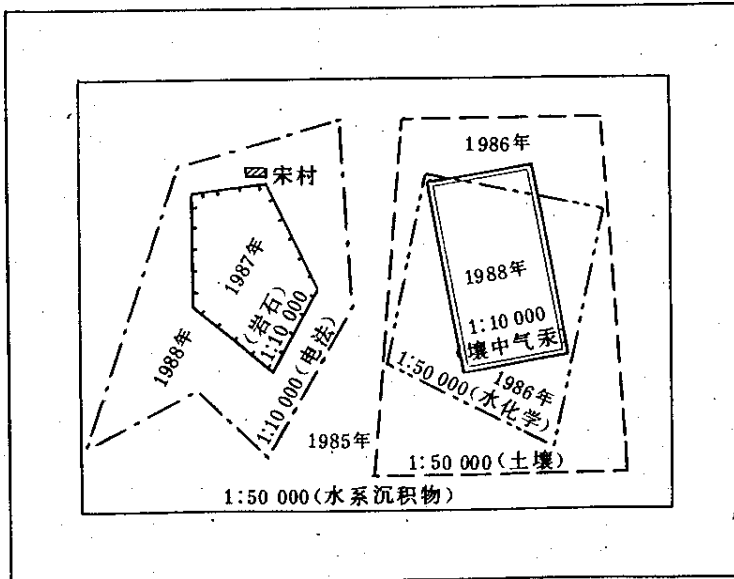 1986年
宋村
1987年
(岩石)
1:10 000
1988年
1:10 000(电法)
1988年
1:10 000
壤中气汞
1986年
1:50 000(水化学)
1985年
1:50 000(土壤)
1:50 000(水系沉积物)